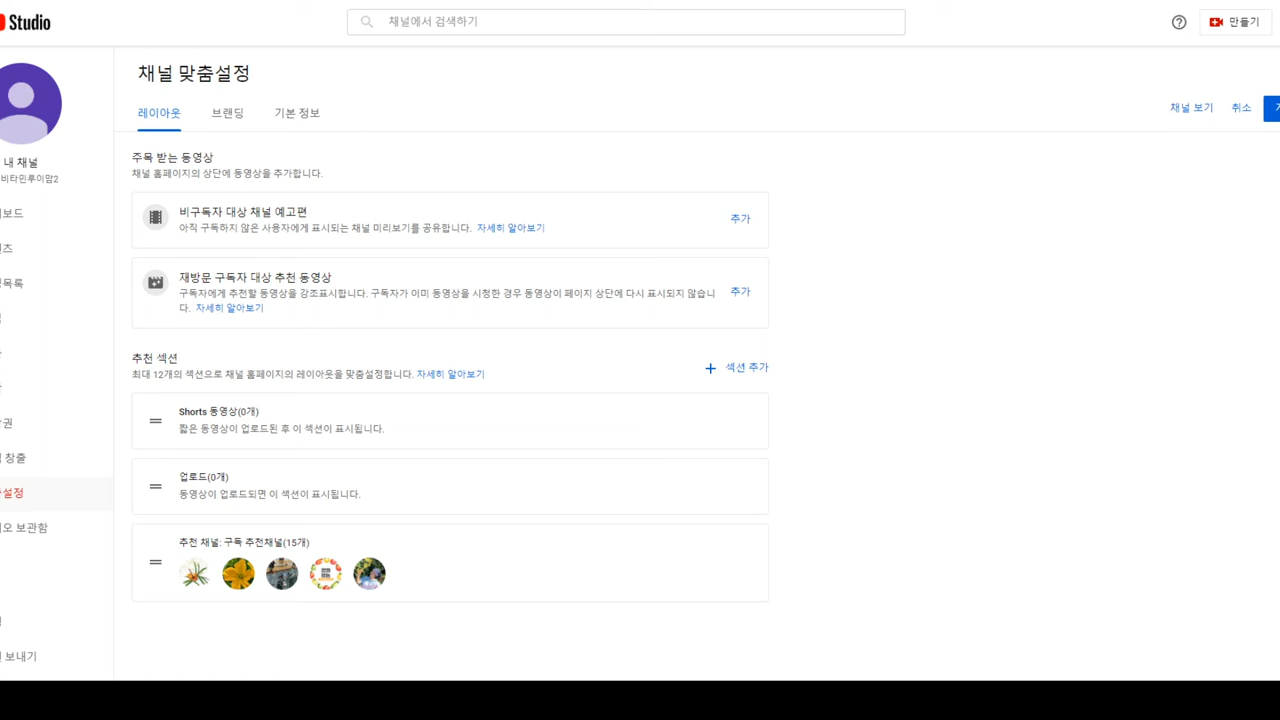 Studio
채널에서 검색하기
만들기
채널 맞춤설정
레이아웃
브랜딩
기본 정보
채널 보기
취소
내 채널
비타민루이맘2
주목 받는 동영상
채널 홈페이지의 상단에 동영상을 추가합니다.
비구독자 대상 채널 예고편
아직 구독하지 않은 사용자에게 표시되는 채널 미리보기를 공유합니다. 자세히 알아보기
추가
재방문 구독자 대상 추천 동영상
구독자에게 추천할 동영상을 강조표시합니다. 구독자가 이미 동영상을 시청한 경우 동영상이 페이지 상단에 다시 표시되지 않습니
다. 자세히 알아보기
추가
추천 섹션
최대 12개의 섹션으로 채널 홈페이지의 레이아웃을 맞춤설정합니다. 자세히 알아보기
섹션 추가
Shorts 동영상(0개)
짧은 동영상이 업로드된 후 이 섹션이 표시됩니다.
업로드(0개)
동영상이 업로드되면 이 섹션이 표시됩니다.
추천 채널: 구독 추천채널(15개)
보드
츠
목록
권
창출
설정
오 보관함
보내기